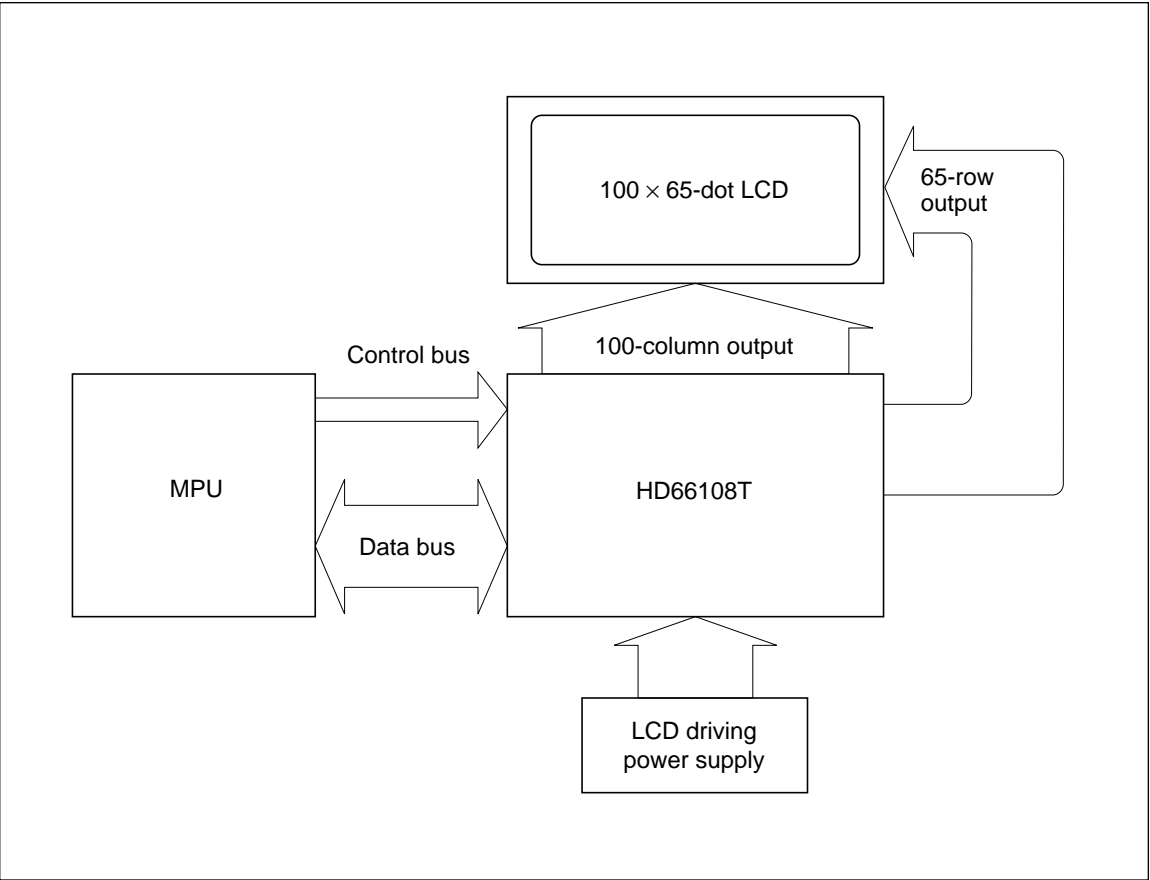 100 × 65-dot LCD
65-row
output
100-column output
Control bus
MPU
HD66108T
Data bus
LCD driving
power supply